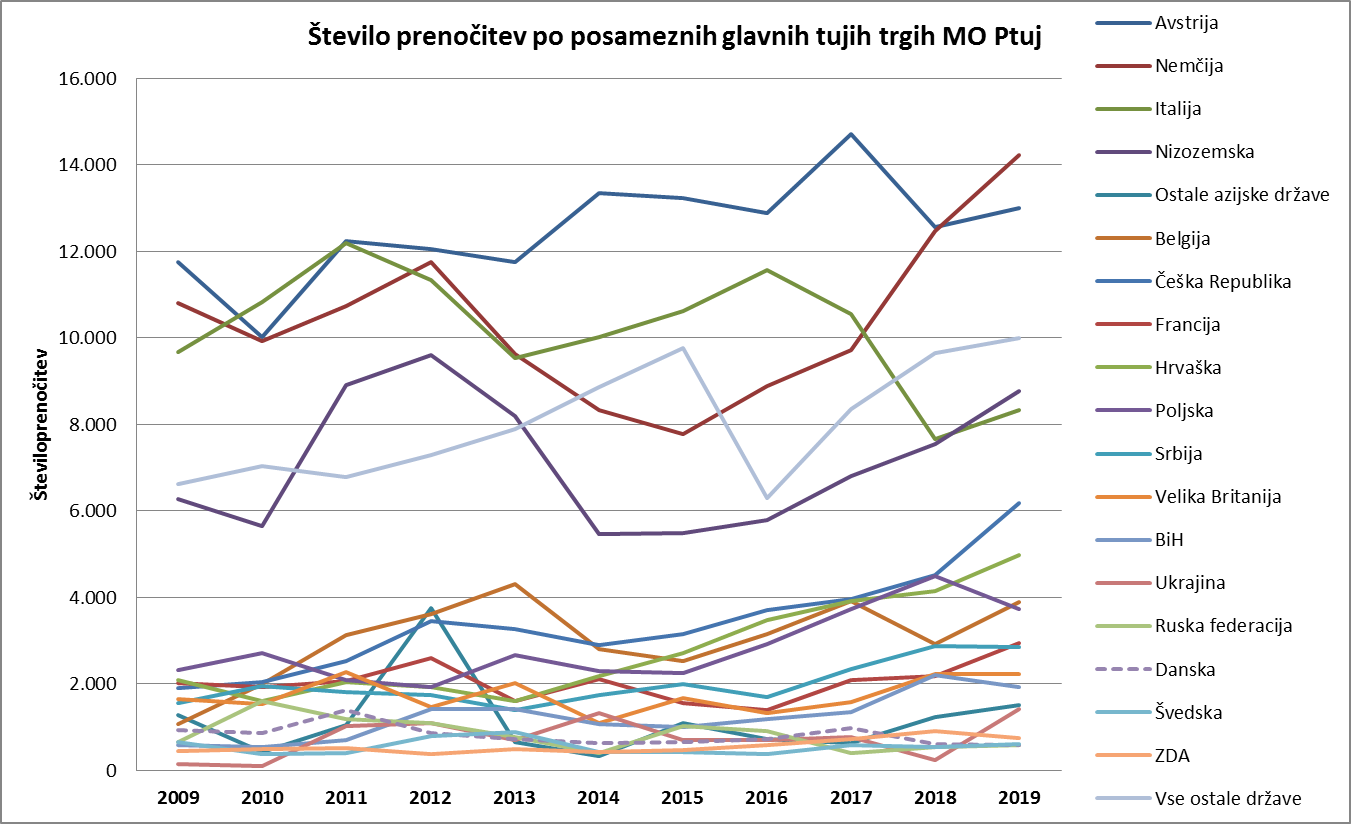 Število prenočitev po posameznih glavnih tujih trgih MO Ptuj
Številoprenočitev
16.000
14.000
12.000
10.000
8.000
6.000
4.000
2.000
0
2009 2010 2011 2012 2013 2014 2015 2016 2017 2018 2019
Avstrija
Nemčija
Italija
Nizozemska
Ostale azijske države
Belgija
Češka Republika
Francija
Hrvaška
Poljska
Srbija
Velika Britanija
BiH
Ukrajina
Ruska federacija
Danska
Švedska
ZDA
Vse ostale države